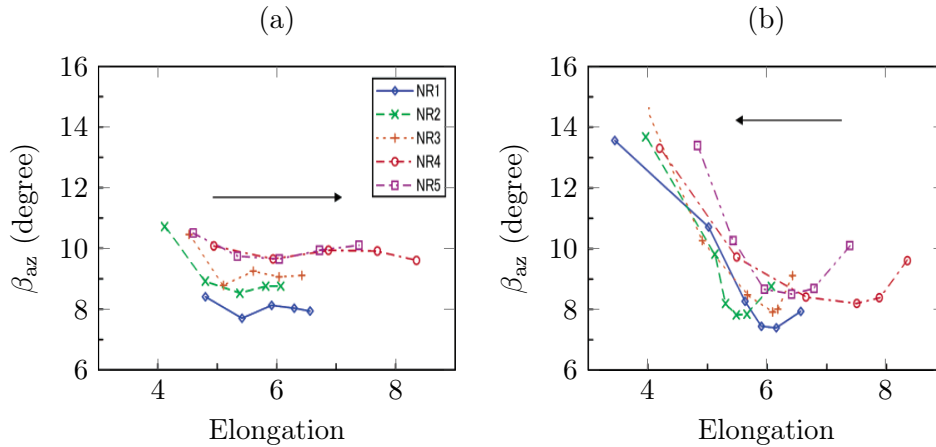 (a)
(b)
16
14
12
10
8
6
4
6
8
β_az (degree)
Elongation
NR1
NR2
NR3
NR4
NR5
16
14
12
10
8
6
4
6
8
β_az (degree)
Elongation